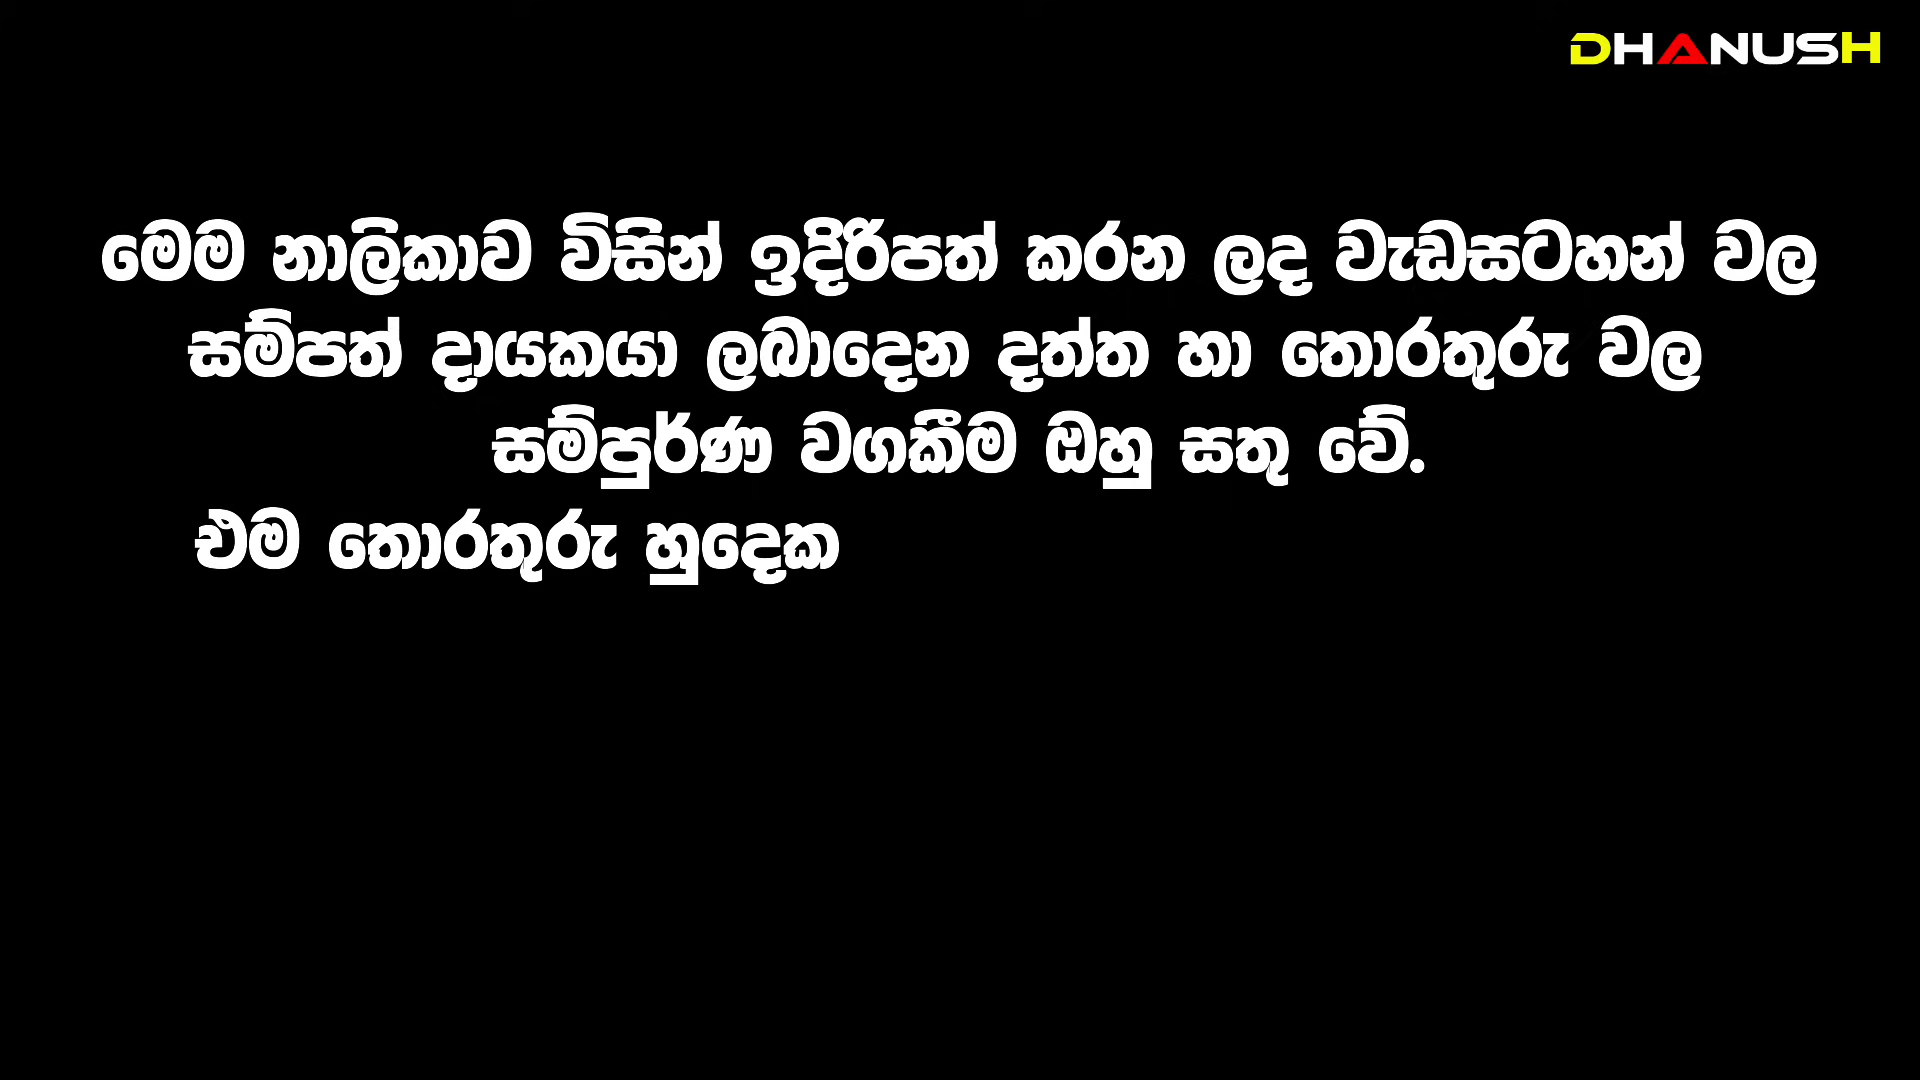 DHANUSH
මෙම නාලිකාව විසින් ඉදිරිපත් කරන ලද වැඩසටහන් වල
සම්පත් දායකයා ලබාදෙන දත්ත හා තොරතුරු වල
සම්පුර්ණ වගකීම ඔහු සතු වේ.
එම තොරතුරු හුදෙක